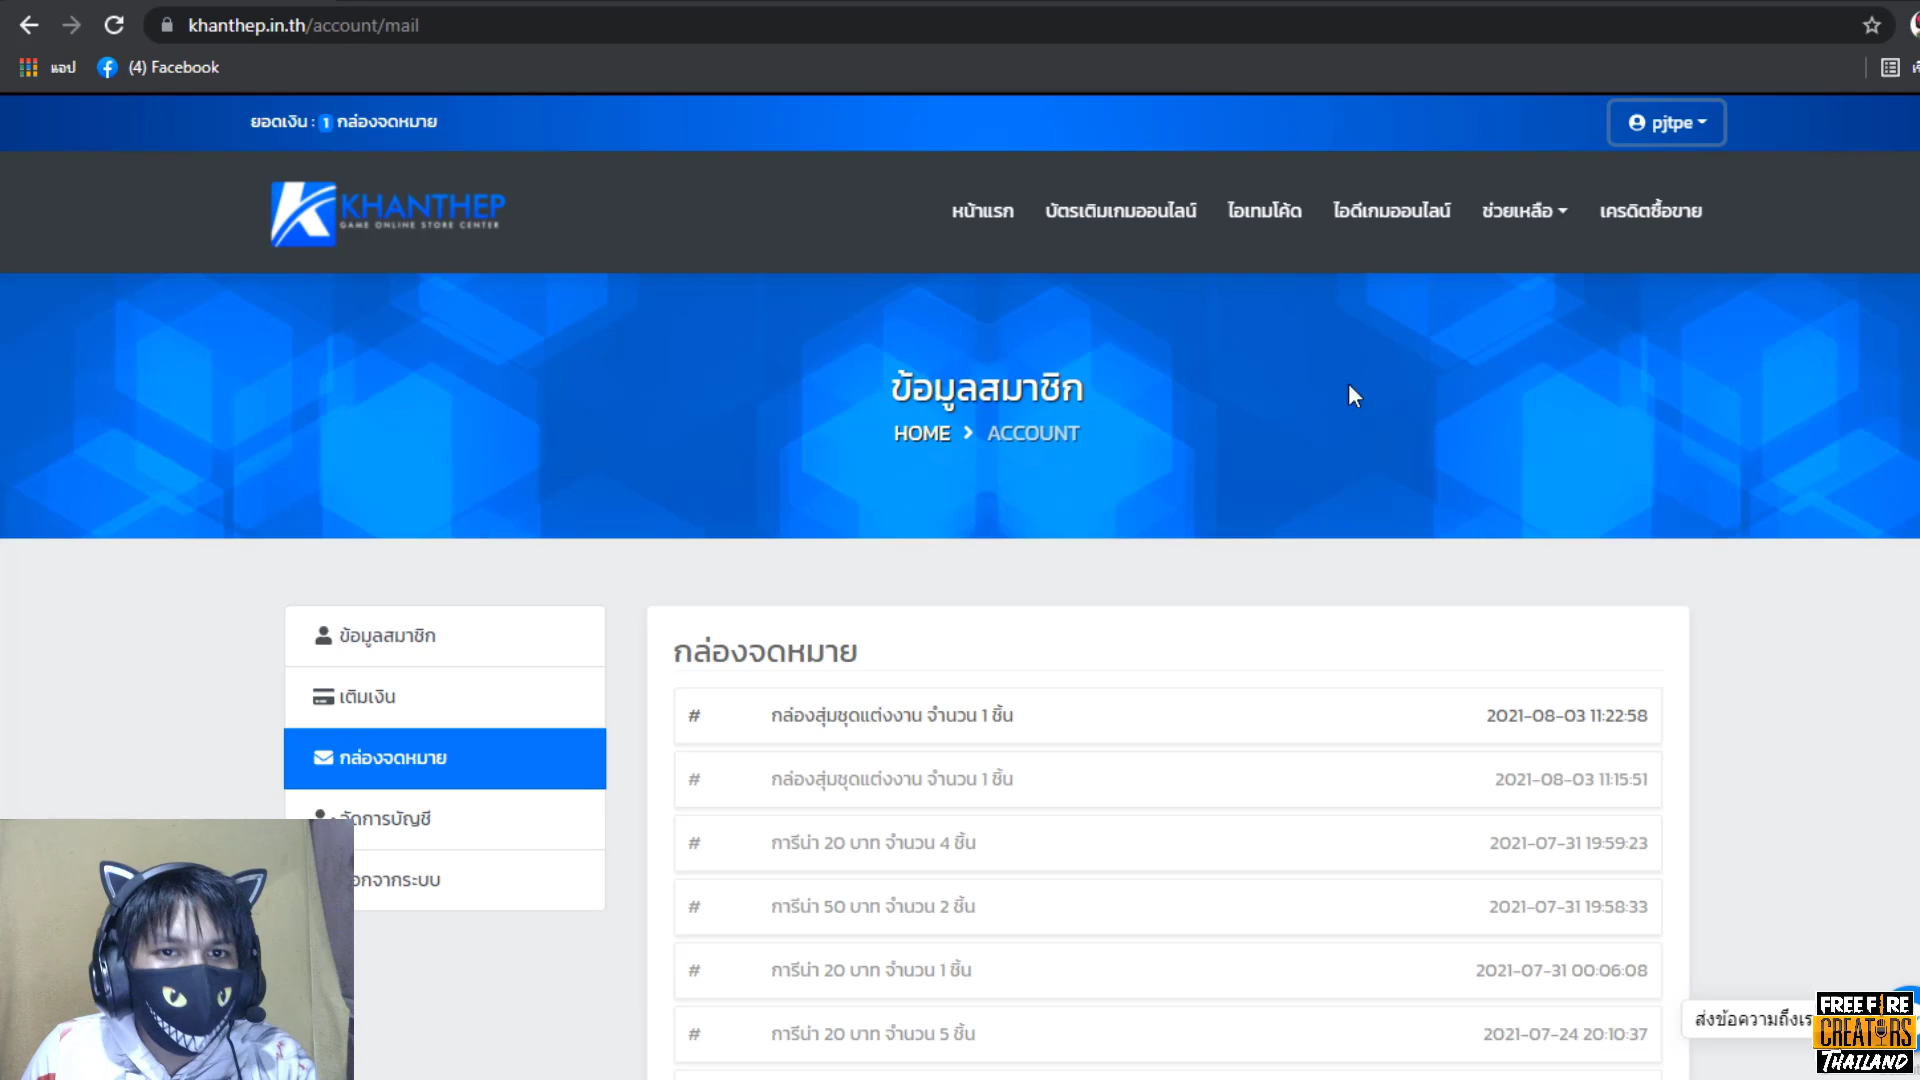 khanthep.in.th/account/mail
แอป
(4) Facebook
ยอดเงิน : 1 กล่องจดหมาย
pjtpe
KHANTHEP
GAME ONLINE STORE CENTER
หน้าแรก
บัตรเติมเกมออนไลน์
ไอเทมโค้ด
ไอดีเกมออนไลน์
ช่วยเหลือ
เครดิตซื้อขาย
ข้อมูลสมาชิก
HOME > ACCOUNT
ข้อมูลสมาชิก
เติมเงิน
กล่องจดหมาย
จัดการบัญชี
อกจากระบบ
กล่องจดหมาย
# กล่องสุ่มชุดแต่งงาน จำนวน 1 ชิ้น 2021-08-03 11:22:58
# กล่องสุ่มชุดแต่งงาน จำนวน 1 ชิ้น 2021-08-03 11:15:51
# การีน่า 20 บาท จำนวน 4 ชิ้น 2021-07-31 19:59:23
# การีน่า 50 บาท จำนวน 2 ชิ้น 2021-07-31 19:58:33
# การีน่า 20 บาท จำนวน 1 ชิ้น 2021-07-31 00:06:08
# การีน่า 20 บาท จำนวน 5 ชิ้น 2021-07-24 20:10:37
ส่งข้อความถึงเร
FREE FIRE
CREATORS
THAILAND